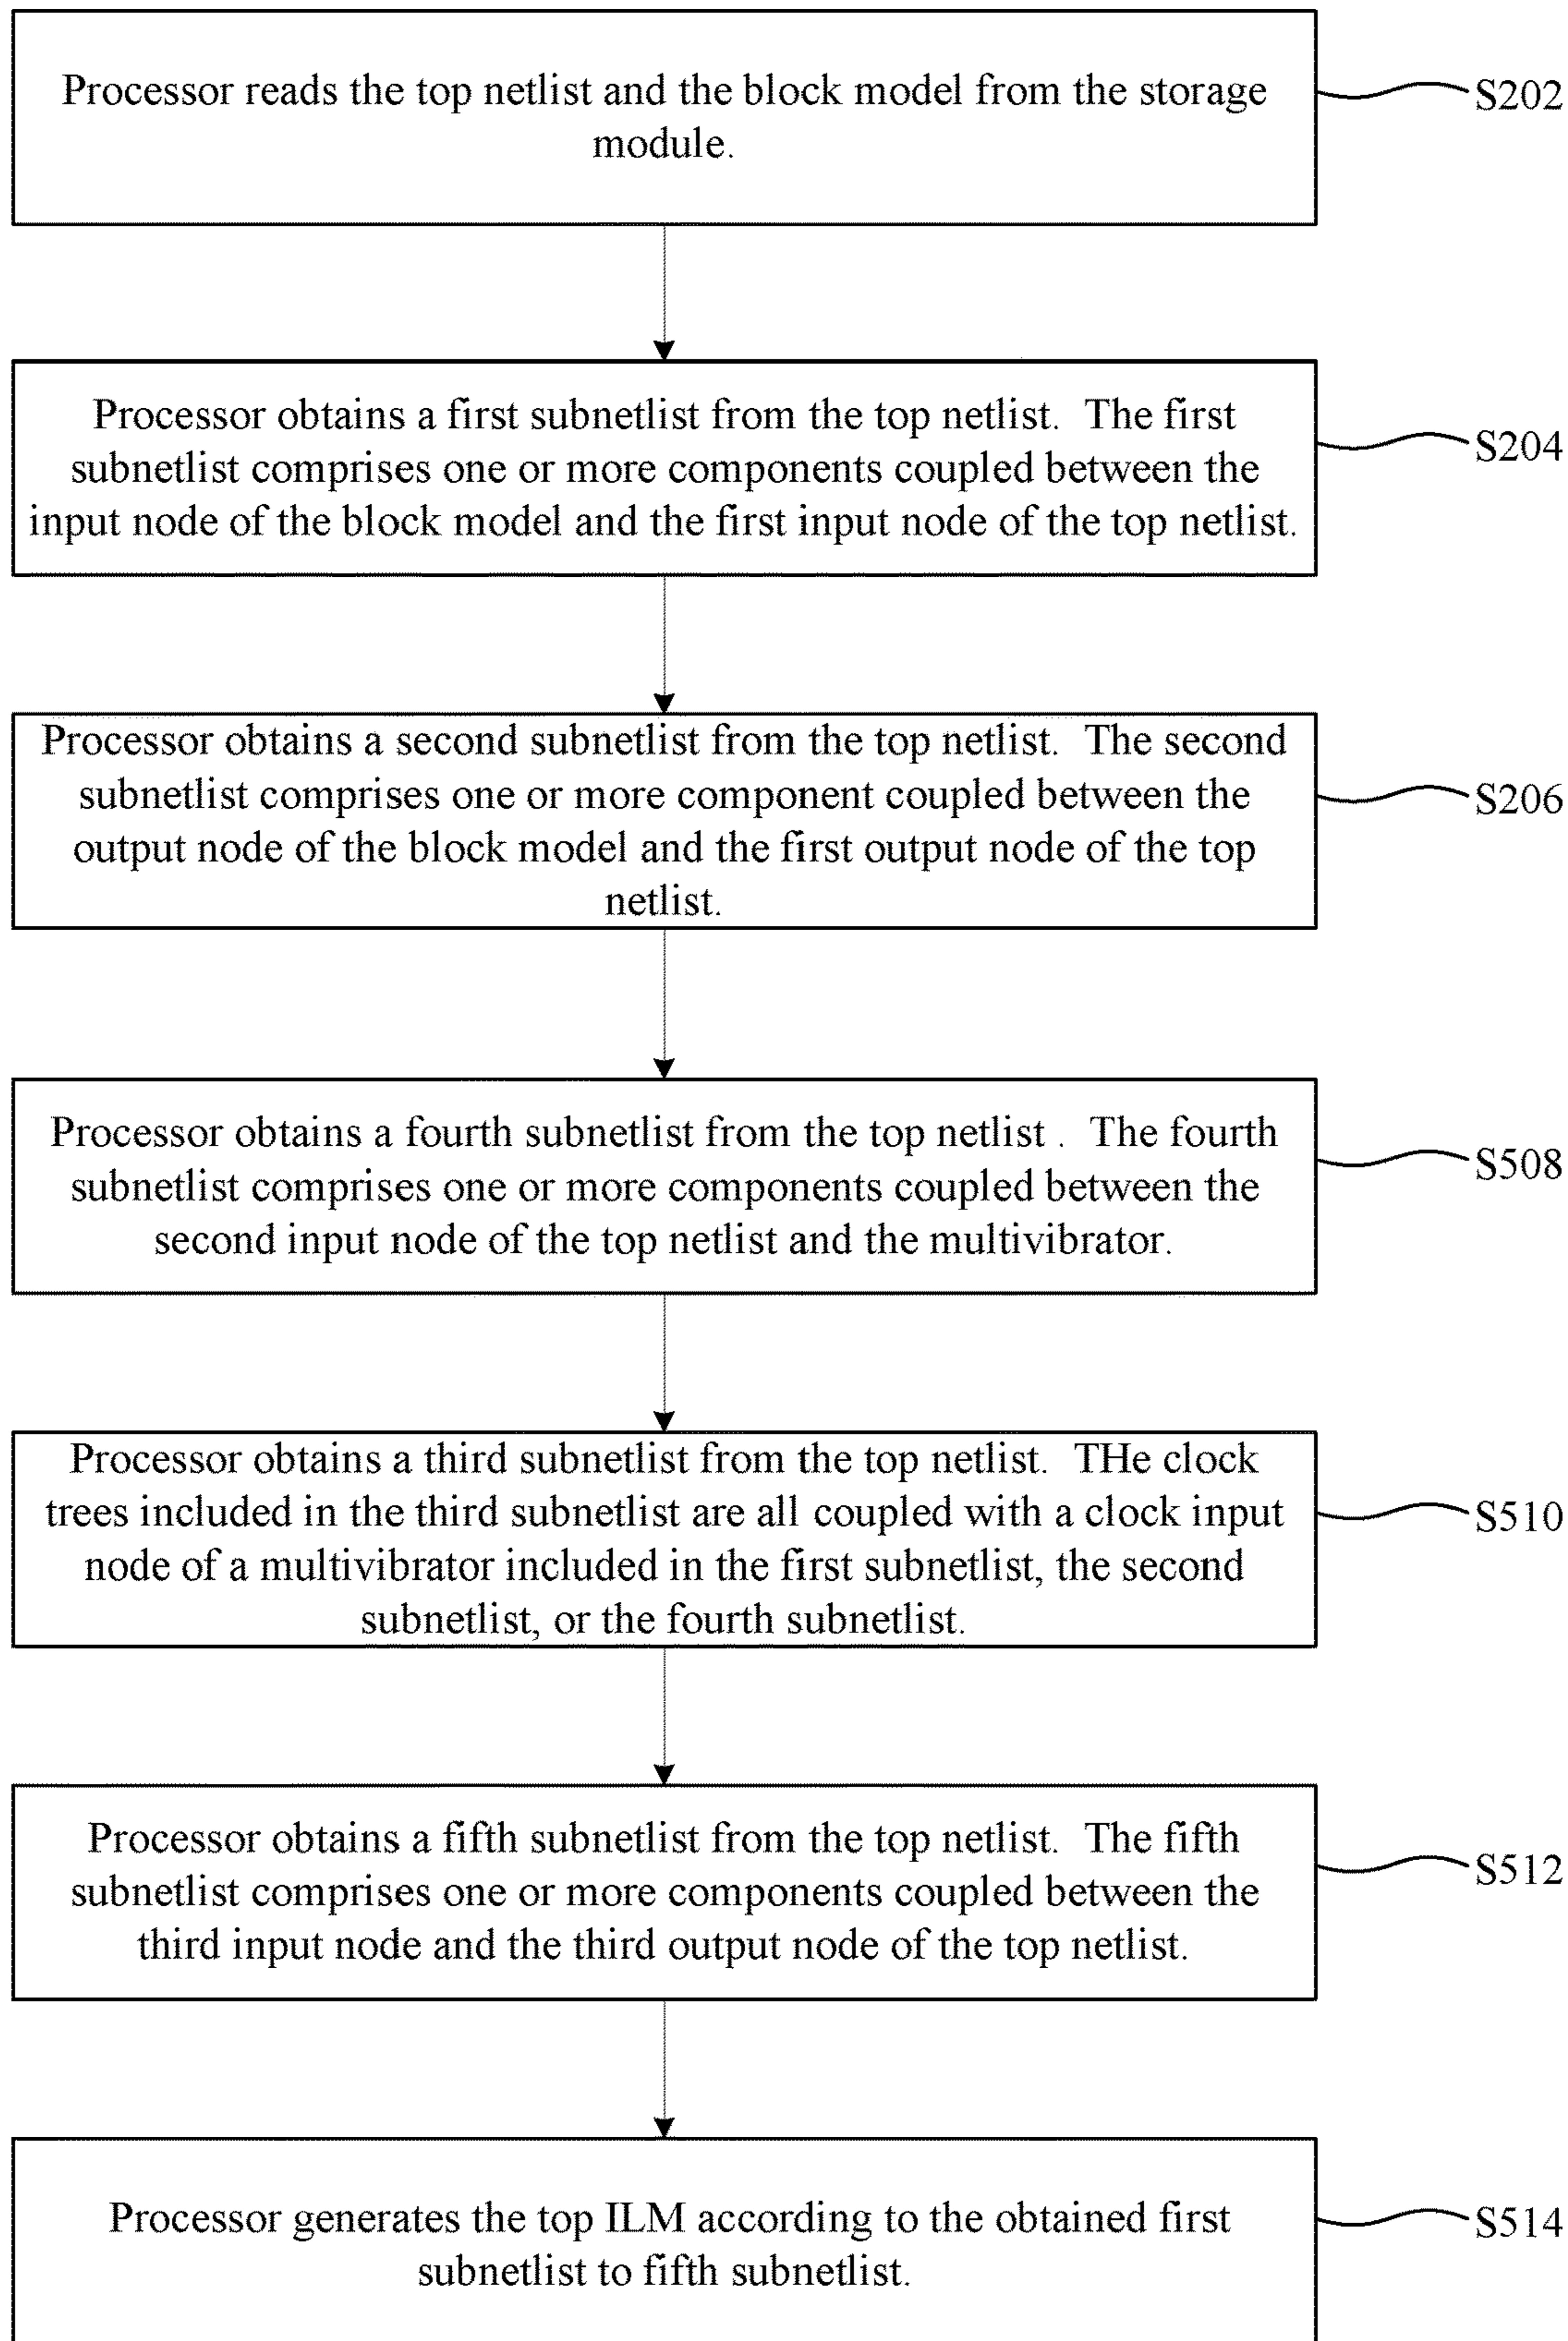 Processor reads the top netlist and the block model from the storage
module.
S202
Processor obtains a first subnetlist from the top netlist. The first
subnetlist comprises one or more components coupled between the
input node of the block model and the first input node of the top netlist.
S204
Processor obtains a second subnetlist from the top netlist. The second
subnetlist comprises one or more component coupled between the
output node of the block model and the first output node of the top
netlist.
S206
Processor obtains a fourth subnetlist from the top netlist . The fourth
subnetlist comprises one or more components coupled between the
second input node of the top netlist and the multivibrator.
S508
Processor obtains a third subnetlist from the top netlist. THe clock
trees included in the third subnetlist are all coupled with a clock input
node of a multivibrator included in the first subnetlist, the second
subnetlist, or the fourth subnetlist.
S510
Processor obtains a fifth subnetlist from the top netlist. The fifth
subnetlist comprises one or more components coupled between the
third input node and the third output node of the top netlist.
S512
Processor generates the top ILM according to the obtained first
subnetlist to fifth subnetlist.
S514